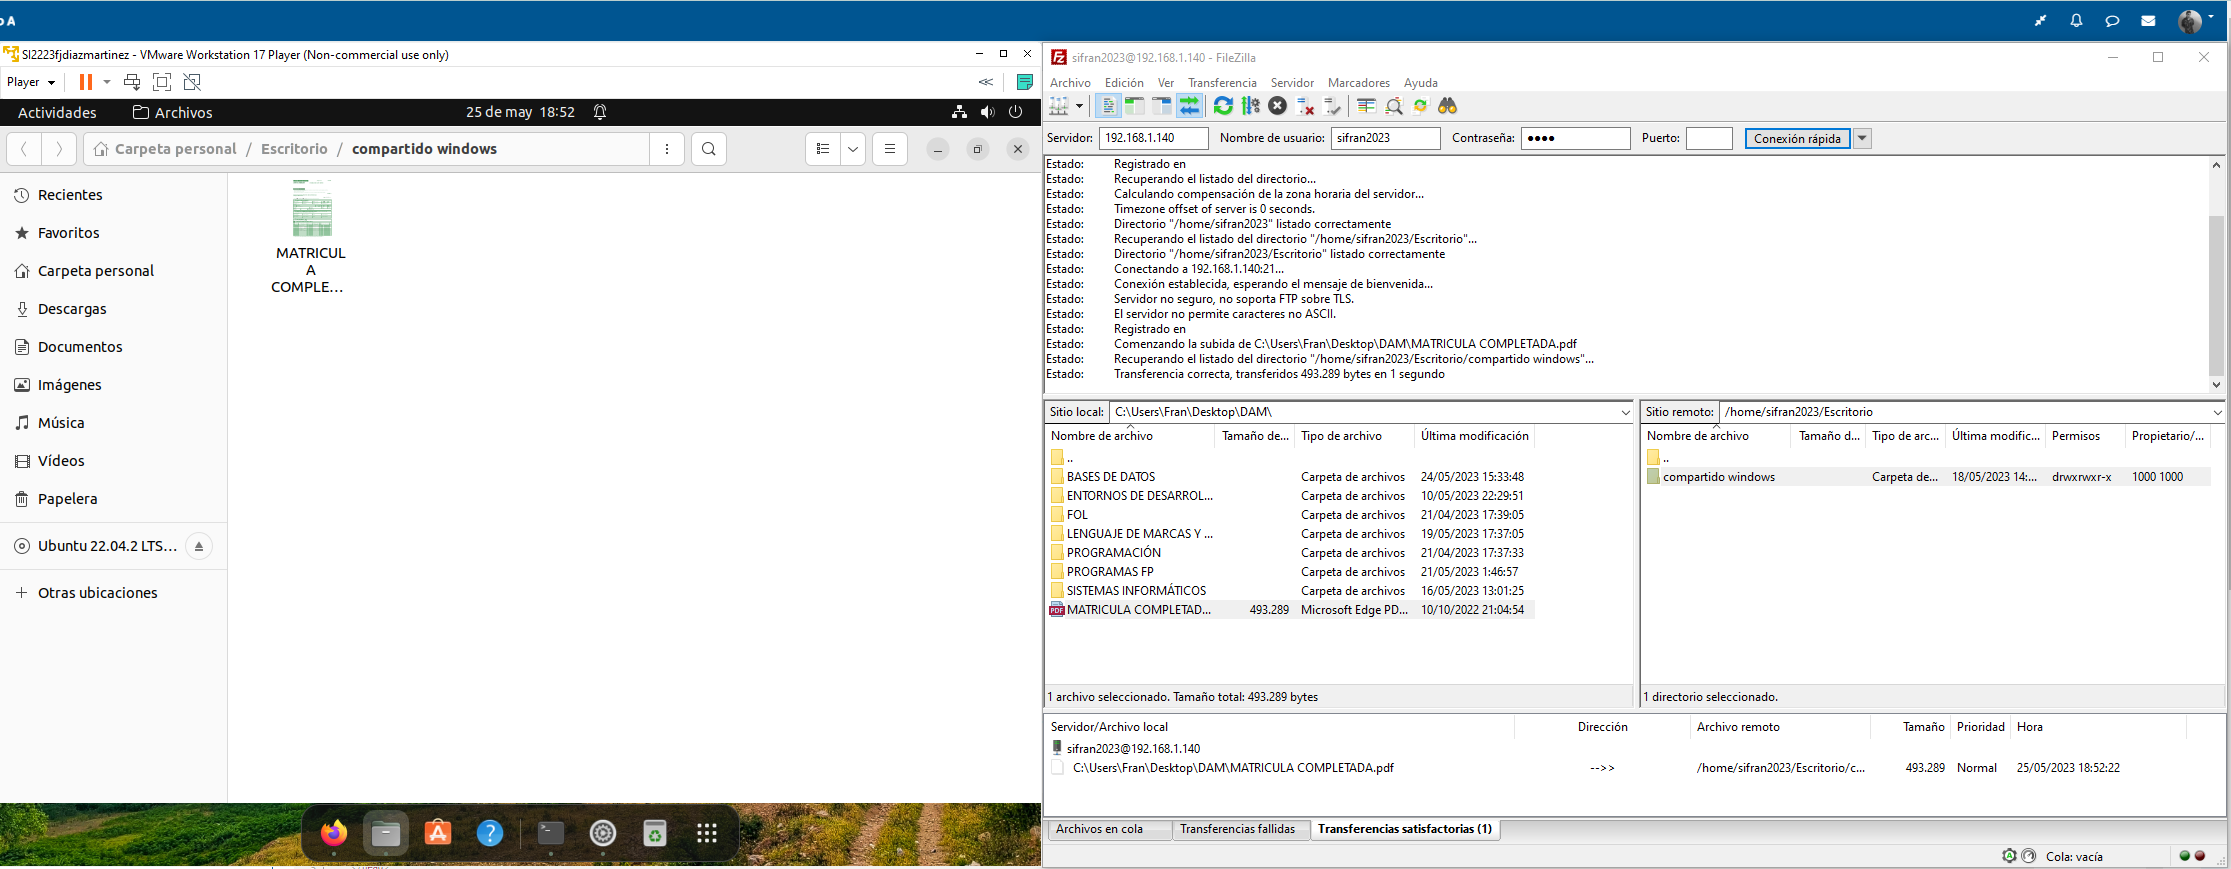 SI2223fjdiazmartinez - VMware Workstation 17 Player (Non-commercial use only)
Player
Actividades
Archivos
25 de may 18:52
Carpeta personal / Escritorio / compartido windows
Recientes
Favoritos
Carpeta personal
Descargas
Documentos
Imágenes
Música
Vídeos
Papelera
Ubuntu 22.04.2 LTS...
Otras ubicaciones
MATRICUL
A
COMPLE...
sifran2023@192.168.1.140 - FileZilla
Archivo Edición Ver Transferencia Servidor Marcadores Ayuda
Servidor: 192.168.1.140 Nombre de usuario: sifran2023 Contraseña: ●●●● Puerto: Conexión rápida
Estado: Registrado en
Estado: Recuperando el listado del directorio...
Estado: Calculando compensación de la zona horaria del servidor...
Estado: Timezone offset of server is 0 seconds.
Estado: Directorio "/home/sifran2023" listado correctamente
Estado: Recuperando el listado del directorio "/home/sifran2023/Escritorio"...
Estado: Directorio "/home/sifran2023/Escritorio" listado correctamente
Estado: Conectando a 192.168.1.140:21...
Estado: Conexión establecida, esperando el mensaje de bienvenida...
Estado: Servidor no seguro, no soporta FTP sobre TLS.
Estado: El servidor no permite caracteres no ASCII.
Estado: Registrado en
Estado: Comenzando la subida de C:\Users\Fran\Desktop\DAM\MATRICULA COMPLETADA.pdf
Estado: Recuperando el listado del directorio "/home/sifran2023/Escritorio/compartido windows"...
Estado: Transferencia correcta, transferidos 493.289 bytes en 1 segundo
Sitio local: C:\Users\Fran\Desktop\DAM\
Nombre de archivo Tamaño de... Tipo de archivo Última modificación
..
BASES DE DATOS Carpeta de archivos 24/05/2023 15:33:48
ENTORNOS DE DESARROL... Carpeta de archivos 10/05/2023 22:29:51
FOL Carpeta de archivos 21/04/2023 17:39:05
LENGUAJE DE MARCAS Y ... Carpeta de archivos 19/05/2023 17:37:05
PROGRAMACIÓN Carpeta de archivos 21/04/2023 17:37:33
PROGRAMAS FP Carpeta de archivos 21/05/2023 1:46:57
SISTEMAS INFORMÁTICOS Carpeta de archivos 16/05/2023 13:01:25
MATRICULA COMPLETAD... 493.289 Microsoft Edge PD... 10/10/2022 21:04:54
1 archivo seleccionado. Tamaño total: 493.289 bytes
Sitio remoto: /home/sifran2023/Escritorio
Nombre de archivo Tamaño d... Tipo de arc... Última modific... Permisos Propietario/...
..
compartido windows Carpeta de... 18/05/2023 14:... drwxrwxr-x 1000 1000
1 directorio seleccionado.
Servidor/Archivo local Dirección Archivo remoto Tamaño Prioridad Hora
sifran2023@192.168.1.140
C:\Users\Fran\Desktop\DAM\MATRICULA COMPLETADA.pdf -->> /home/sifran2023/Escritorio/c... 493.289 Normal 25/05/2023 18:52:22
Archivos en cola Transferencias fallidas Transferencias satisfactorias (1)
Cola: vacía